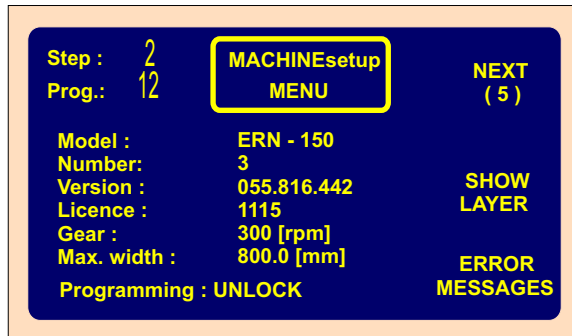 Step : 2
Prog.: 12
MACHINEsetup
MENU
NEXT
( 5 )
Model : ERN - 150
Number: 3
Version : 055.816.442
Licence : 1115
Gear : 300 [rpm]
Max. width : 800.0 [mm]
Programming : UNLOCK
SHOW
LAYER
ERROR
MESSAGES